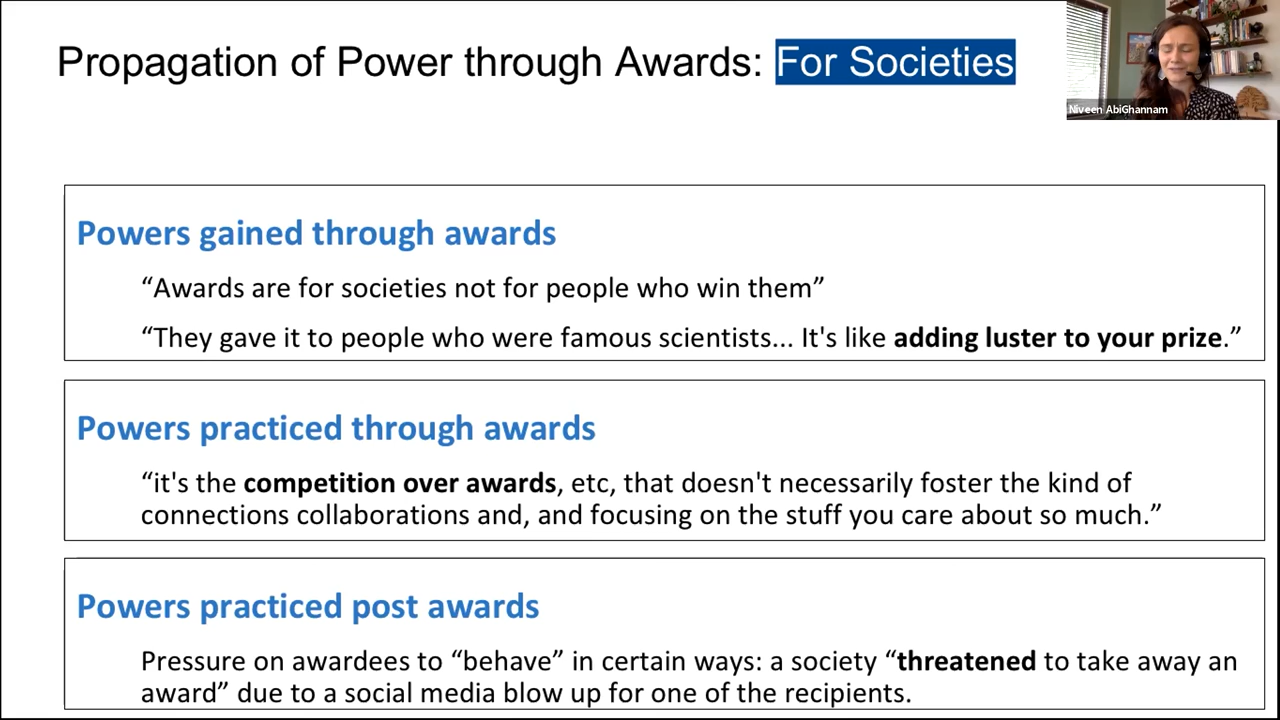 Propagation of Power through Awards: For Societies
Niveen AbiGhannam
Powers gained through awards
“Awards are for societies not for people who win them”
“They gave it to people who were famous scientists... It's like adding luster to your prize.”
Powers practiced through awards
“it's the competition over awards, etc, that doesn't necessarily foster the kind of
connections collaborations and, and focusing on the stuff you care about so much.”
Powers practiced post awards
Pressure on awardees to “behave” in certain ways: a society “threatened to take away an
award” due to a social media blow up for one of the recipients.